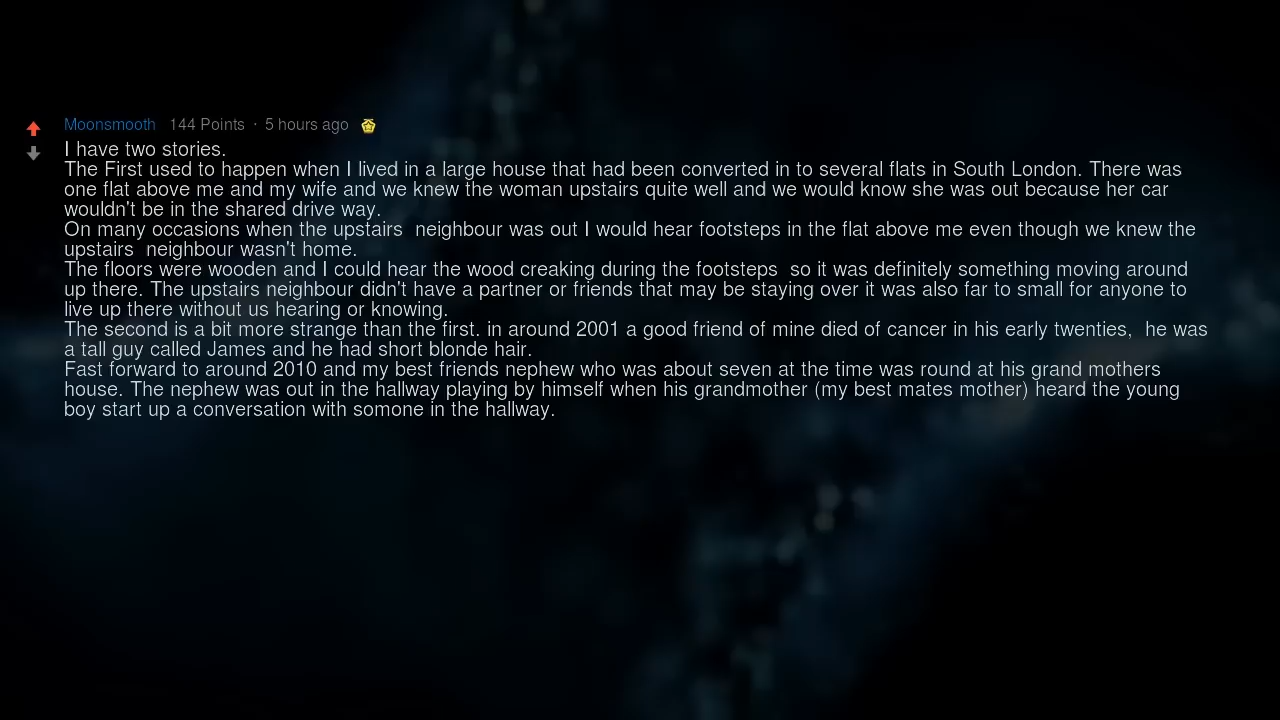 Moonsmooth 144 Points · 5 hours ago
I have two stories.
The First used to happen when I lived in a large house that had been converted in to several flats in South London. There was
one flat above me and my wife and we knew the woman upstairs quite well and we would know she was out because her car
wouldn't be in the shared drive way.
On many occasions when the upstairs  neighbour was out I would hear footsteps in the flat above me even though we knew the
upstairs  neighbour wasn't home.
The floors were wooden and I could hear the wood creaking during the footsteps  so it was definitely something moving around
up there. The upstairs neighbour didn't have a partner or friends that may be staying over it was also far to small for anyone to
live up there without us hearing or knowing.
The second is a bit more strange than the first. in around 2001 a good friend of mine died of cancer in his early twenties,  he was
a tall guy called James and he had short blonde hair.
Fast forward to around 2010 and my best friends nephew who was about seven at the time was round at his grand mothers
house. The nephew was out in the hallway playing by himself when his grandmother (my best mates mother) heard the young
boy start up a conversation with somone in the hallway.